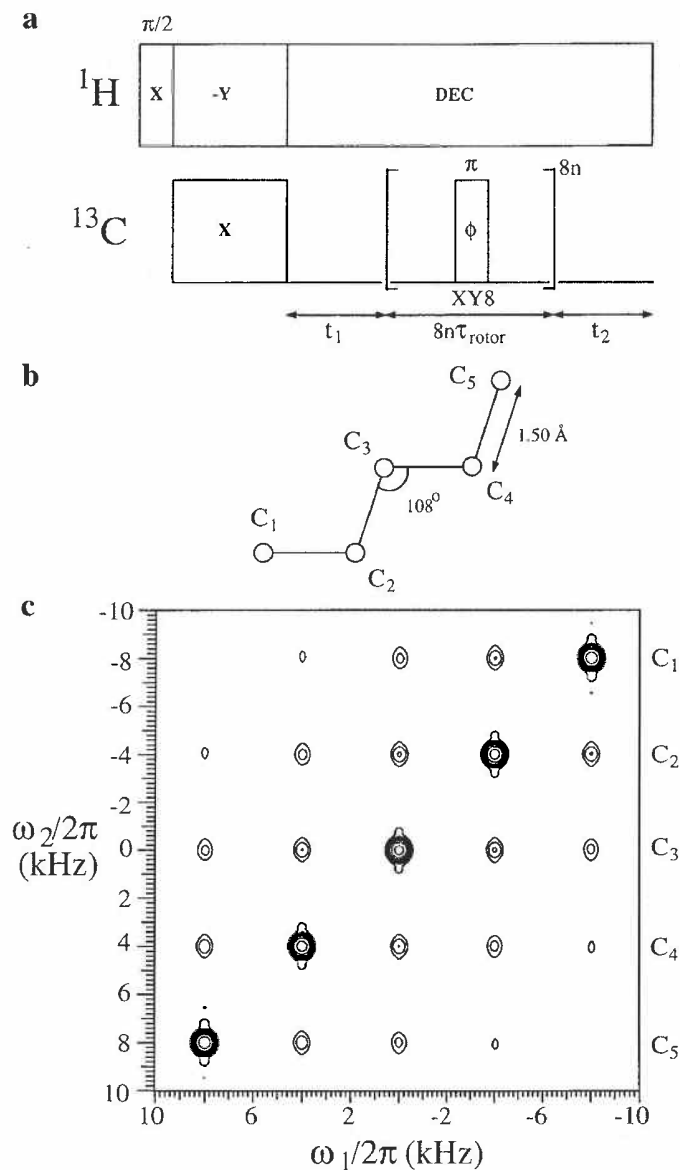 a
π/2
¹H
X
-Y
DEC
π
8n
¹³C
X
ϕ
XY8
t₁
8nτrotor
t₂
b
C₅
C₃
1.50 Å
C₄
108°
C₁
C₂
c
-10
-8
C₁
-6
-4
C₂
-2
ω₂/2π
(kHz)
0
C₃
2
4
C₄
6
8
C₅
10
10 6 2 -2 -6 -10
ω₁/2π (kHz)